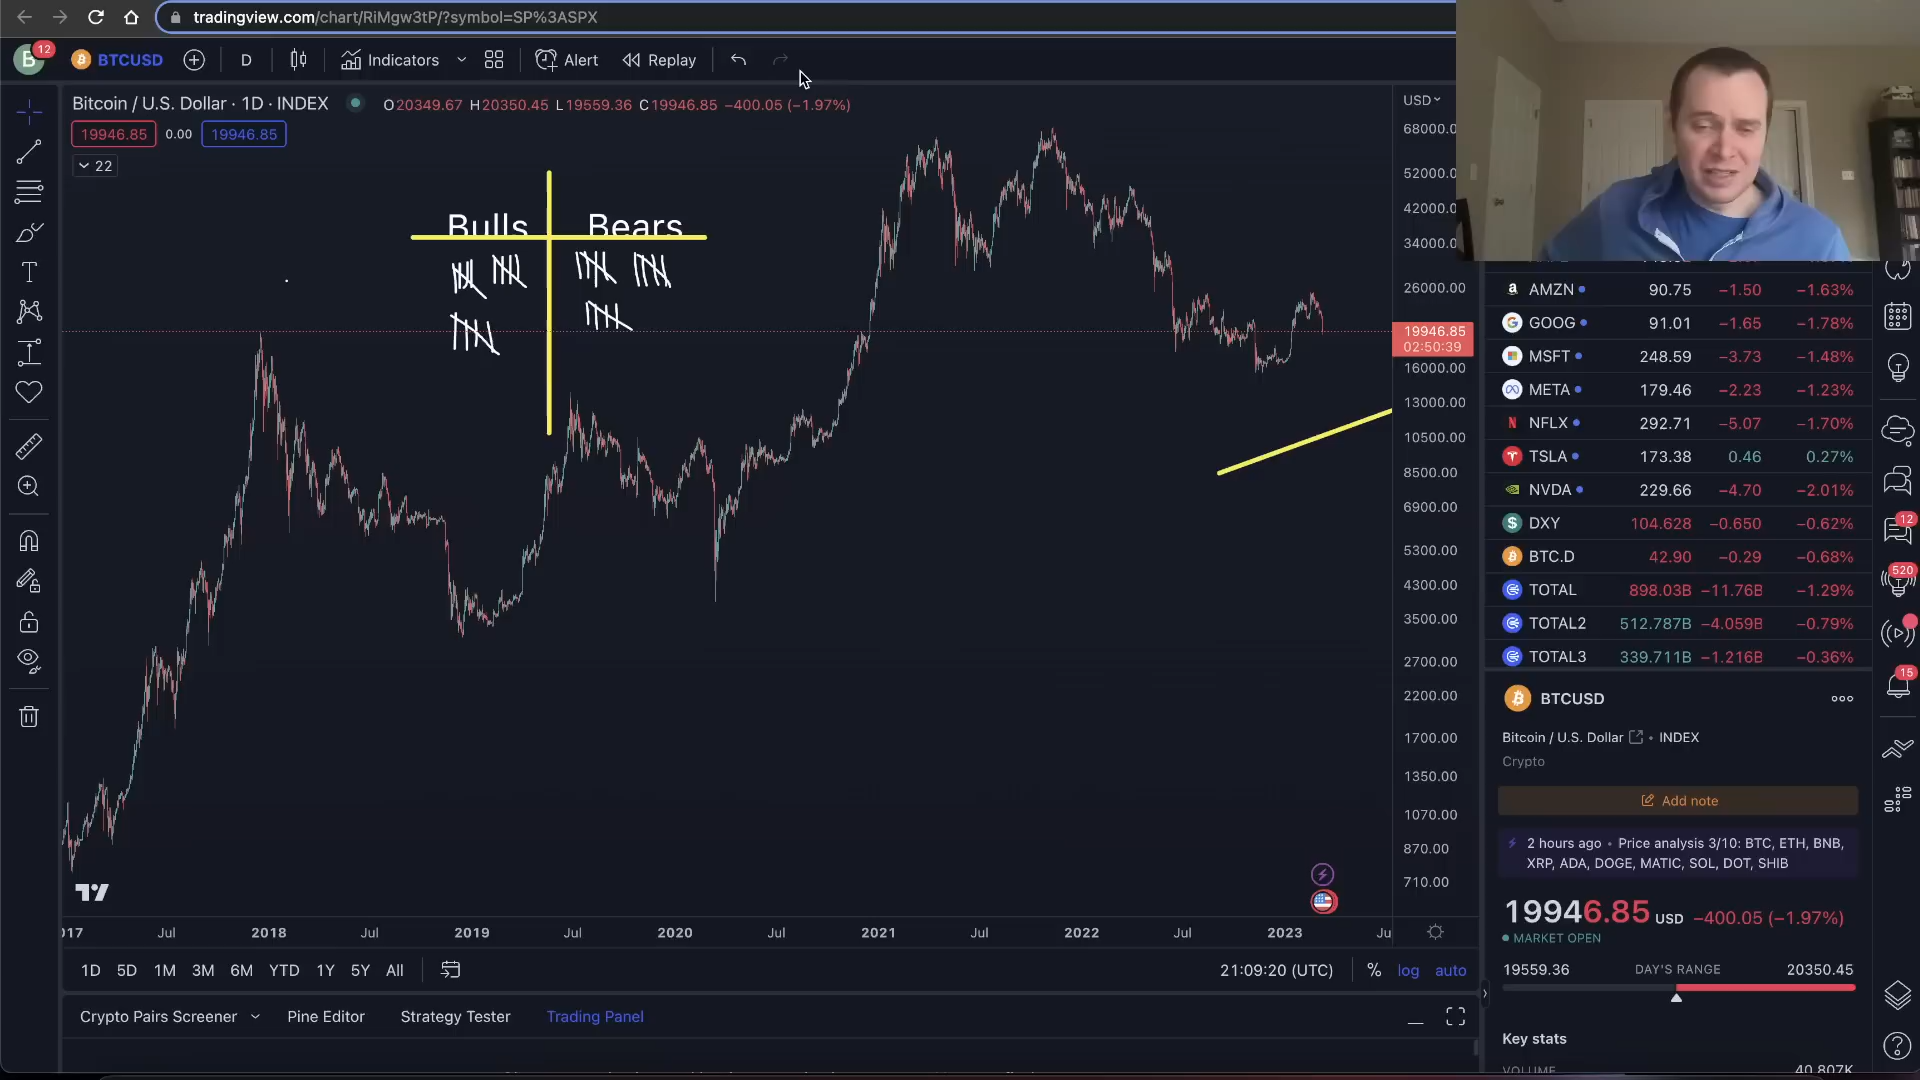 tradingview.com/chart/RiMgw3tP/?symbol=SP%3ASPX
B 12 BTCUSD D Indicators Alert Replay
Bitcoin / U.S. Dollar · 1D · INDEX O20349.67 H20350.45 L19559.36 C19946.85 −400.05 (−1.97%)
19946.85 0.00 19946.85
22
Bulls Bears
USD
68000.0
52000.0
42000.0
34000.0
26000.00
19946.85
02:50:39
16000.00
13000.00
10500.00
8500.00
6900.00
5300.00
4300.00
3500.00
2700.00
2200.00
1700.00
1350.00
1070.00
870.00
710.00
017 Jul 2018 Jul 2019 Jul 2020 Jul 2021 Jul 2022 Jul 2023 Ju
1D 5D 1M 3M 6M YTD 1Y 5Y All 21:09:20 (UTC) % log auto
Crypto Pairs Screener Pine Editor Strategy Tester Trading Panel
AMZN 90.75 −1.50 −1.63%
GOOG 91.01 −1.65 −1.78%
MSFT 248.59 −3.73 −1.48%
META 179.46 −2.23 −1.23%
NFLX 292.71 −5.07 −1.70%
TSLA 173.38 0.46 0.27%
NVDA 229.66 −4.70 −2.01%
DXY 104.628 −0.650 −0.62%
BTC.D 42.90 −0.29 −0.68%
TOTAL 898.03B −11.76B −1.29%
TOTAL2 512.787B −4.059B −0.79%
TOTAL3 339.711B −1.216B −0.36%
BTCUSD
Bitcoin / U.S. Dollar • INDEX
Crypto
Add note
2 hours ago • Price analysis 3/10: BTC, ETH, BNB,
XRP, ADA, DOGE, MATIC, SOL, DOT, SHIB
19946.85 USD −400.05 (−1.97%)
MARKET OPEN
19559.36 DAY'S RANGE 20350.45
Key stats
VOLUME 40.807K
12
520
15